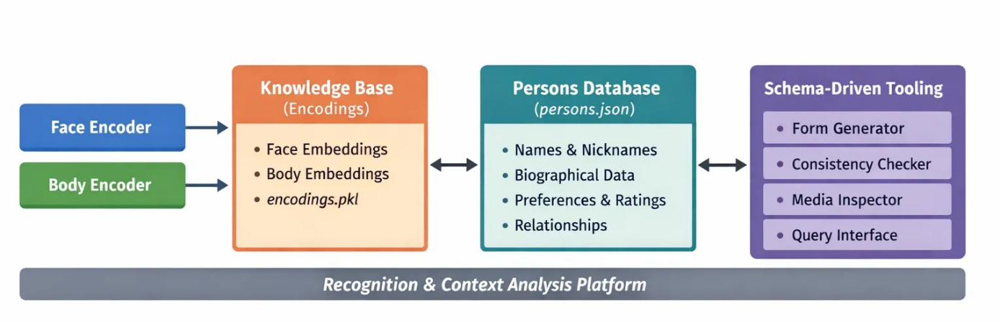 Face Encoder
Body Encoder
Knowledge Base
(Encodings)
• Face Embeddings
• Body Embeddings
• encodings.pkl
Persons Database
(persons.json)
• Names & Nicknames
• Biographical Data
• Preferences & Ratings
• Relationships
Schema-Driven Tooling
• Form Generator
• Consistency Checker
• Media Inspector
• Query Interface
Recognition & Context Analysis Platform